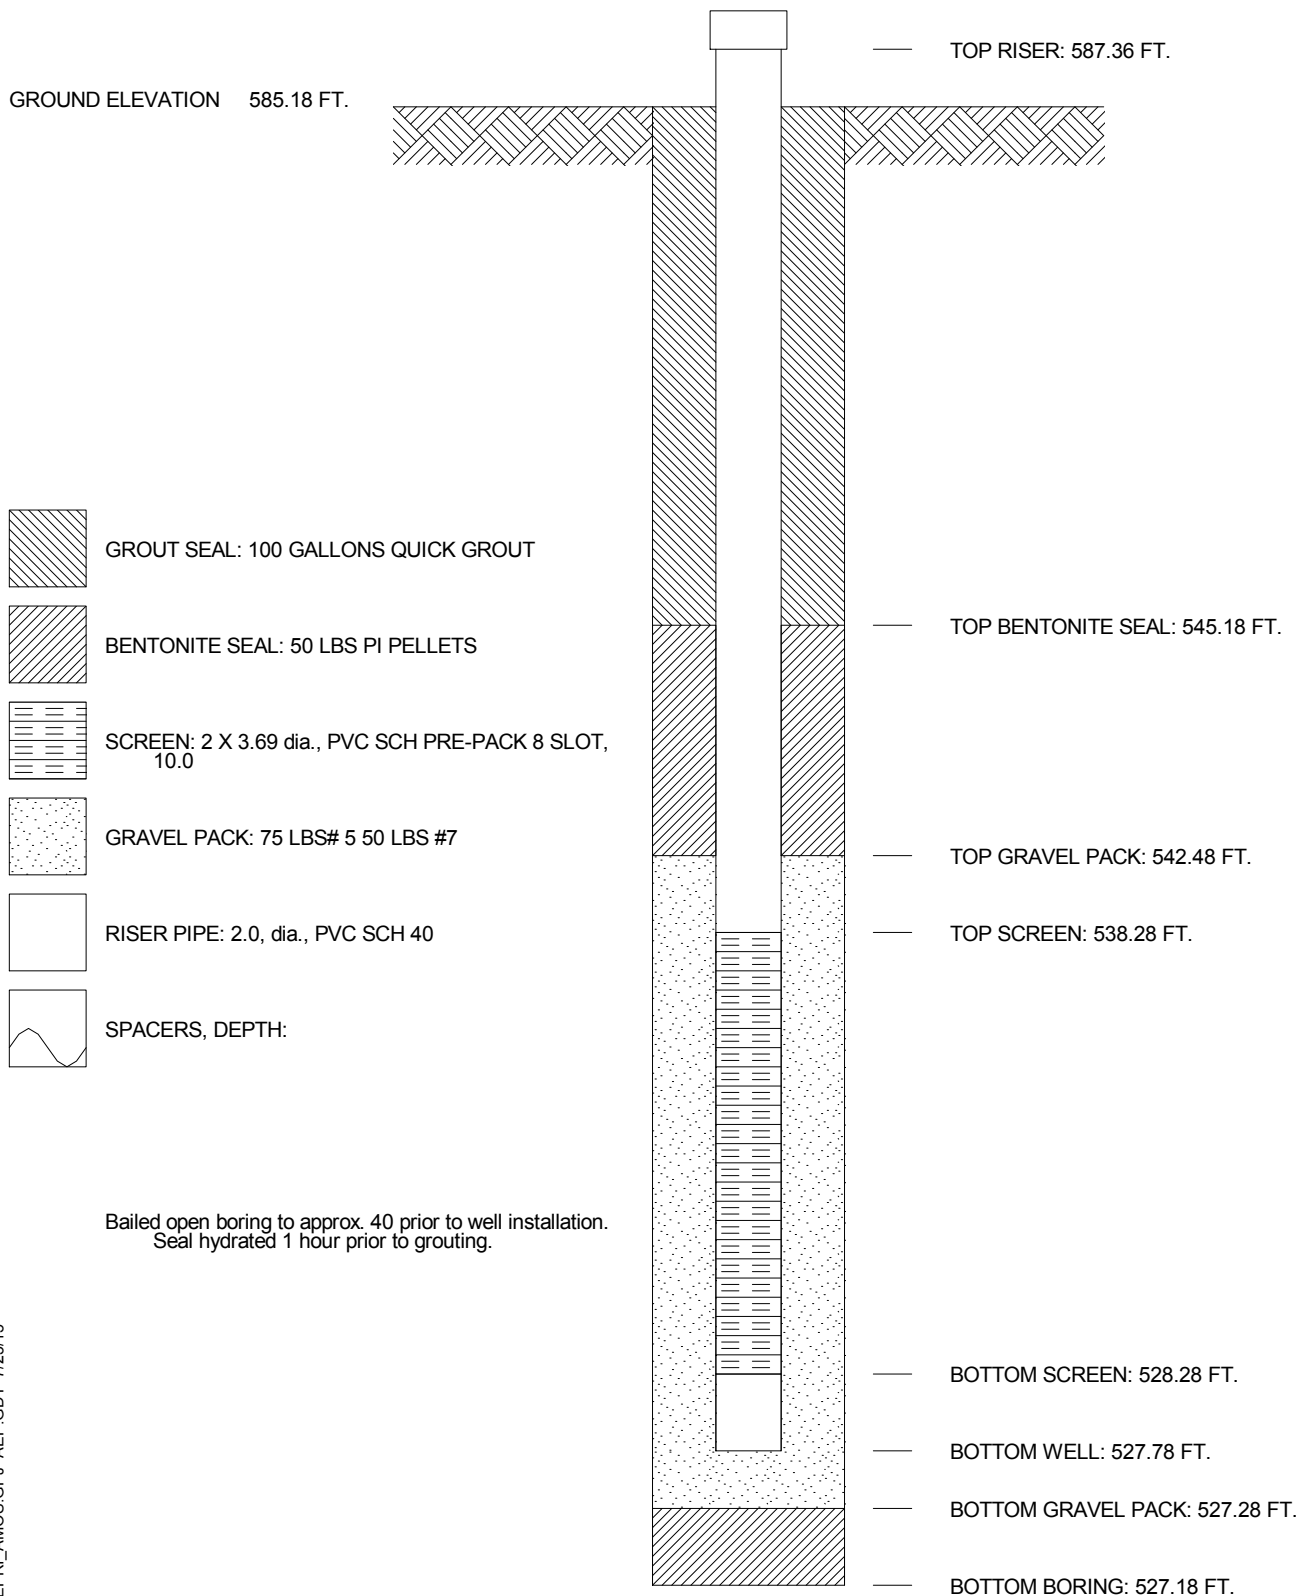 TOP RISER: 587.36 FT.
GROUND ELEVATION 585.18 FT.
GROUT SEAL: 100 GALLONS QUICK GROUT
TOP BENTONITE SEAL: 545.18 FT.
BENTONITE SEAL: 50 LBS PI PELLETS
SCREEN: 2 X 3.69 dia., PVC SCH PRE-PACK 8 SLOT,
10.0
GRAVEL PACK: 75 LBS# 5 50 LBS #7
TOP GRAVEL PACK: 542.48 FT.
RISER PIPE: 2.0, dia., PVC SCH 40
TOP SCREEN: 538.28 FT.
SPACERS, DEPTH:
Bailed open boring to approx. 40 prior to well installation.
Seal hydrated 1 hour prior to grouting.
BOTTOM SCREEN: 528.28 FT.
BOTTOM WELL: 527.78 FT.
BOTTOM GRAVEL PACK: 527.28 FT.
BOTTOM BORING: 527.18 FT.